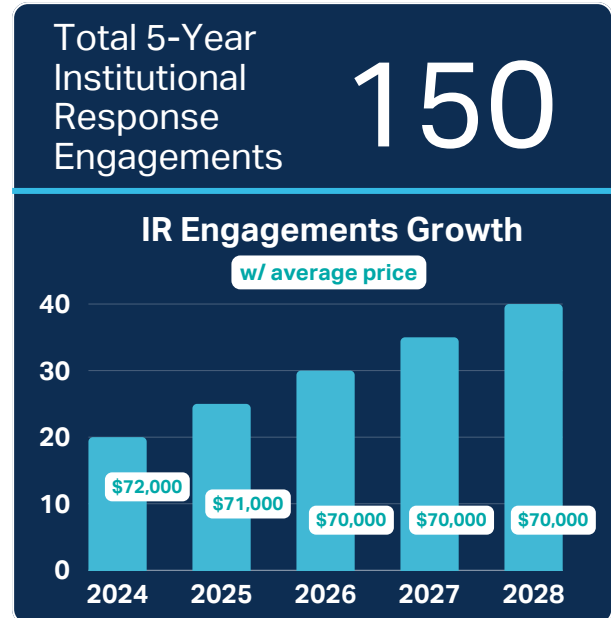 Total 5-Year
Institutional
Response
Engagements
150
IR Engagements Growth
w/ average price
40
30
20
10
0
$72,000
$71,000
$70,000
$70,000
$70,000
2024
2025
2026
2027
2028